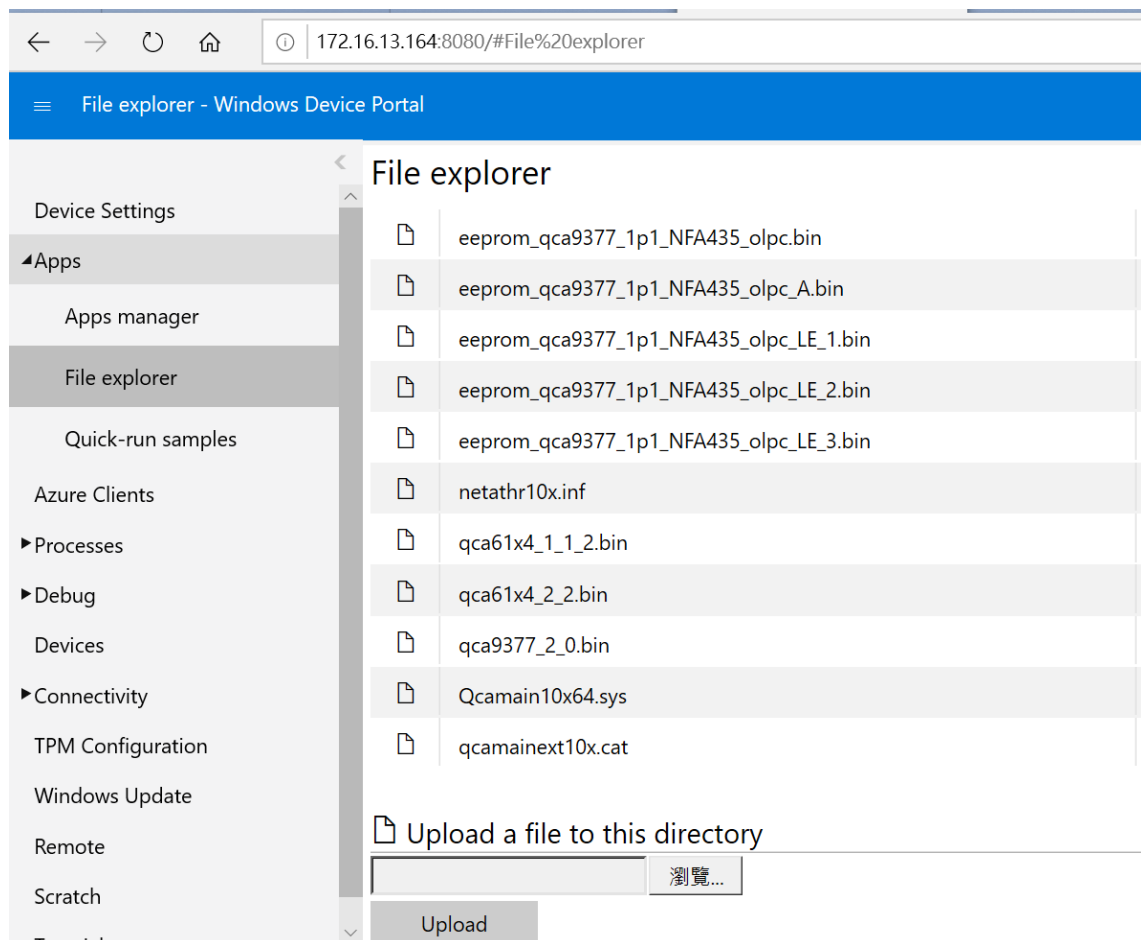 172.16.13.164:8080/#File%20explorer
File explorer - Windows Device Portal
Device Settings
Apps
Apps manager
File explorer
Quick-run samples
Azure Clients
Processes
Debug
Devices
Connectivity
TPM Configuration
Windows Update
Remote
Scratch
File explorer
eeprom_qca9377_1p1_NFA435_olpc.bin
eeprom_qca9377_1p1_NFA435_olpc_A.bin
eeprom_qca9377_1p1_NFA435_olpc_LE_1.bin
eeprom_qca9377_1p1_NFA435_olpc_LE_2.bin
eeprom_qca9377_1p1_NFA435_olpc_LE_3.bin
netathr10x.inf
qca61x4_1_1_2.bin
qca61x4_2_2.bin
qca9377_2_0.bin
Qcamain10x64.sys
qcamainext10x.cat
Upload a file to this directory
瀏覽...
Upload